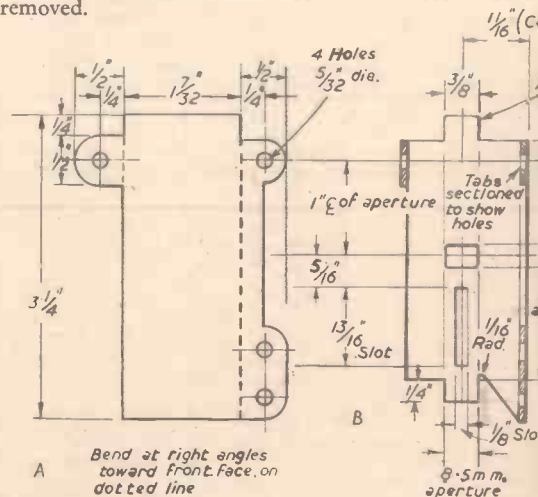 removed.
1/2"
1/4"
1 7/32"
1/2"
1/4"
4 Holes
5/32" dia.
11/16"
3/8"
1/4"
1/2"
3 1/4"
1" ℄ of aperture
Tabs
sectioned
to show
holes
5/16"
13/16"
Slot
1/16"
Rad.
1/4"
1/8" Slot
A
B
Bend at right angles
toward front face, on
dotted line
8·5 m m.
aperture